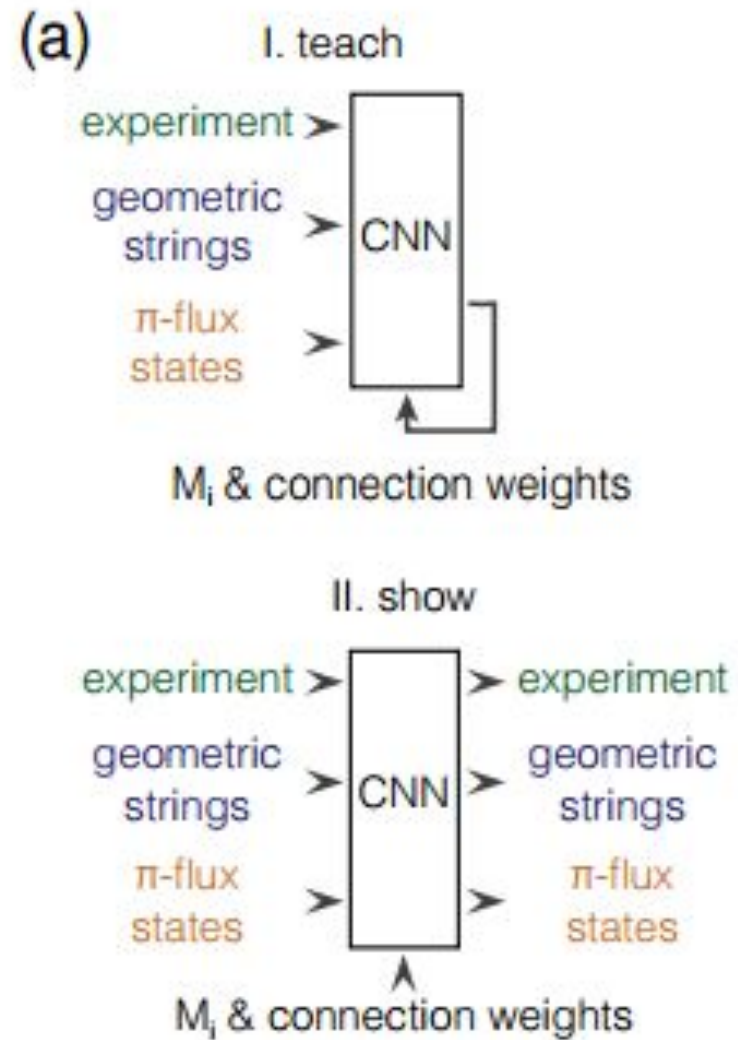 (a)
I. teach
experiment
geometric
strings
CNN
π-flux
states
Mᵢ & connection weights
II. show
experiment
experiment
geometric
strings
CNN
geometric
strings
π-flux
states
π-flux
states
Mᵢ & connection weights